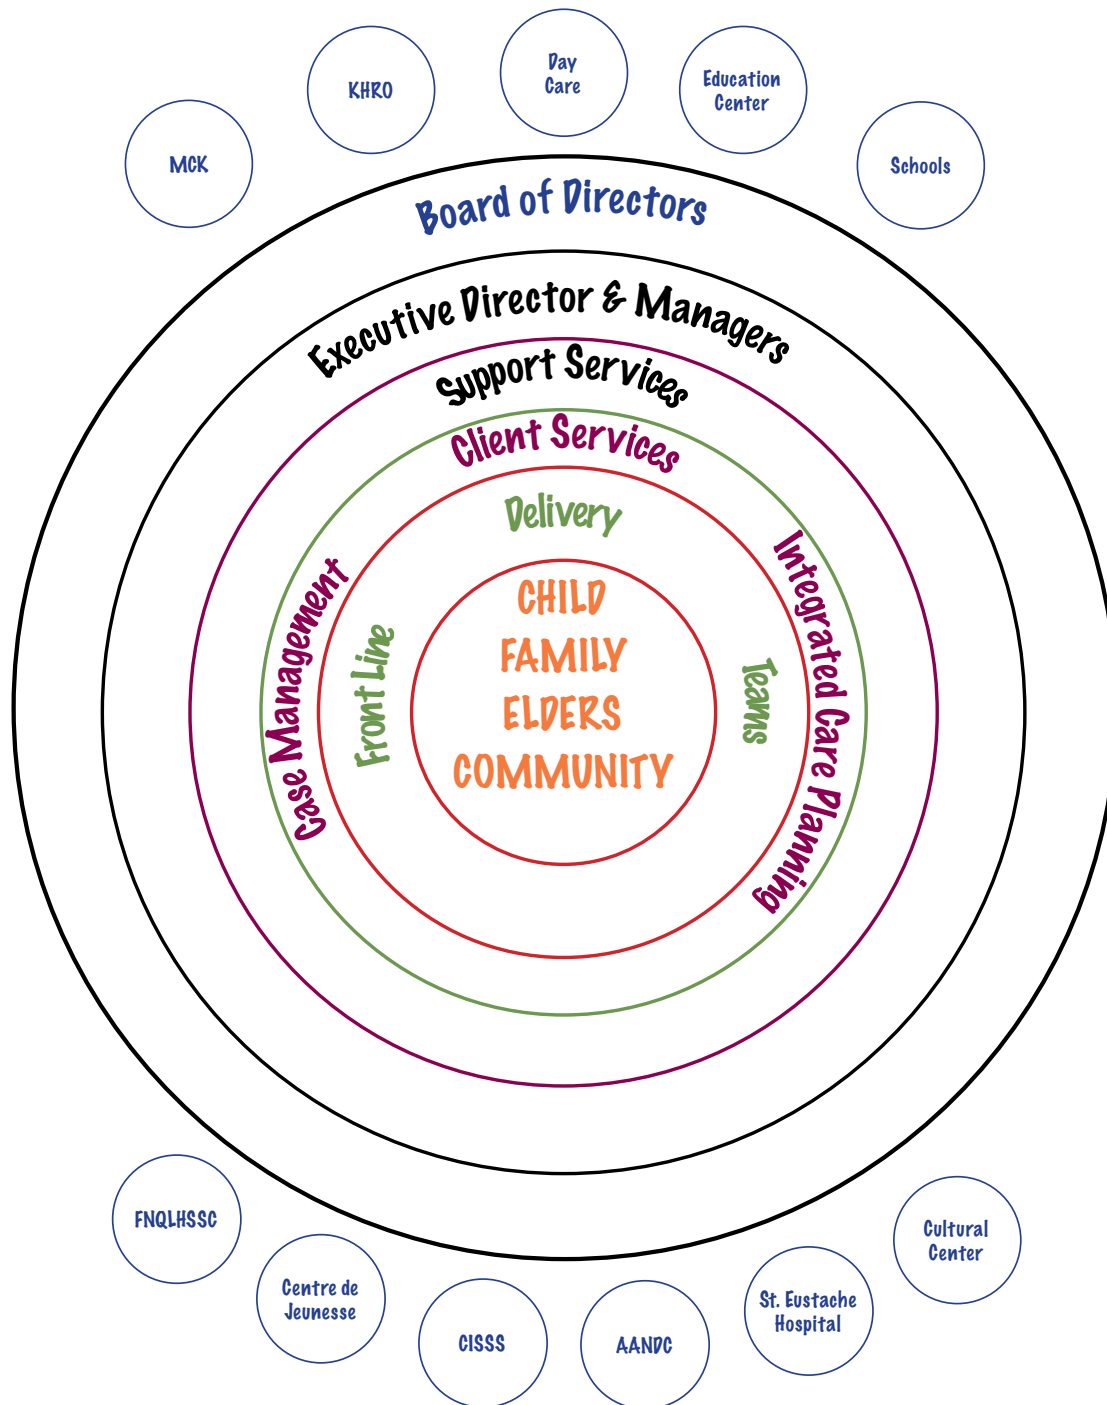 Day
Care
KHRO
Education
Center
MCK
Schools
Board of Directors
Executive Director & Managers
Support Services
Client Services
Delivery
Case Management
Integrated Care Planning
Front Line
Teams
CHILD
FAMILY
ELDERS
COMMUNITY
FNQLHSSC
Cultural
Center
Centre de
Jeunesse
St. Eustache
Hospital
CISSS
AANDC